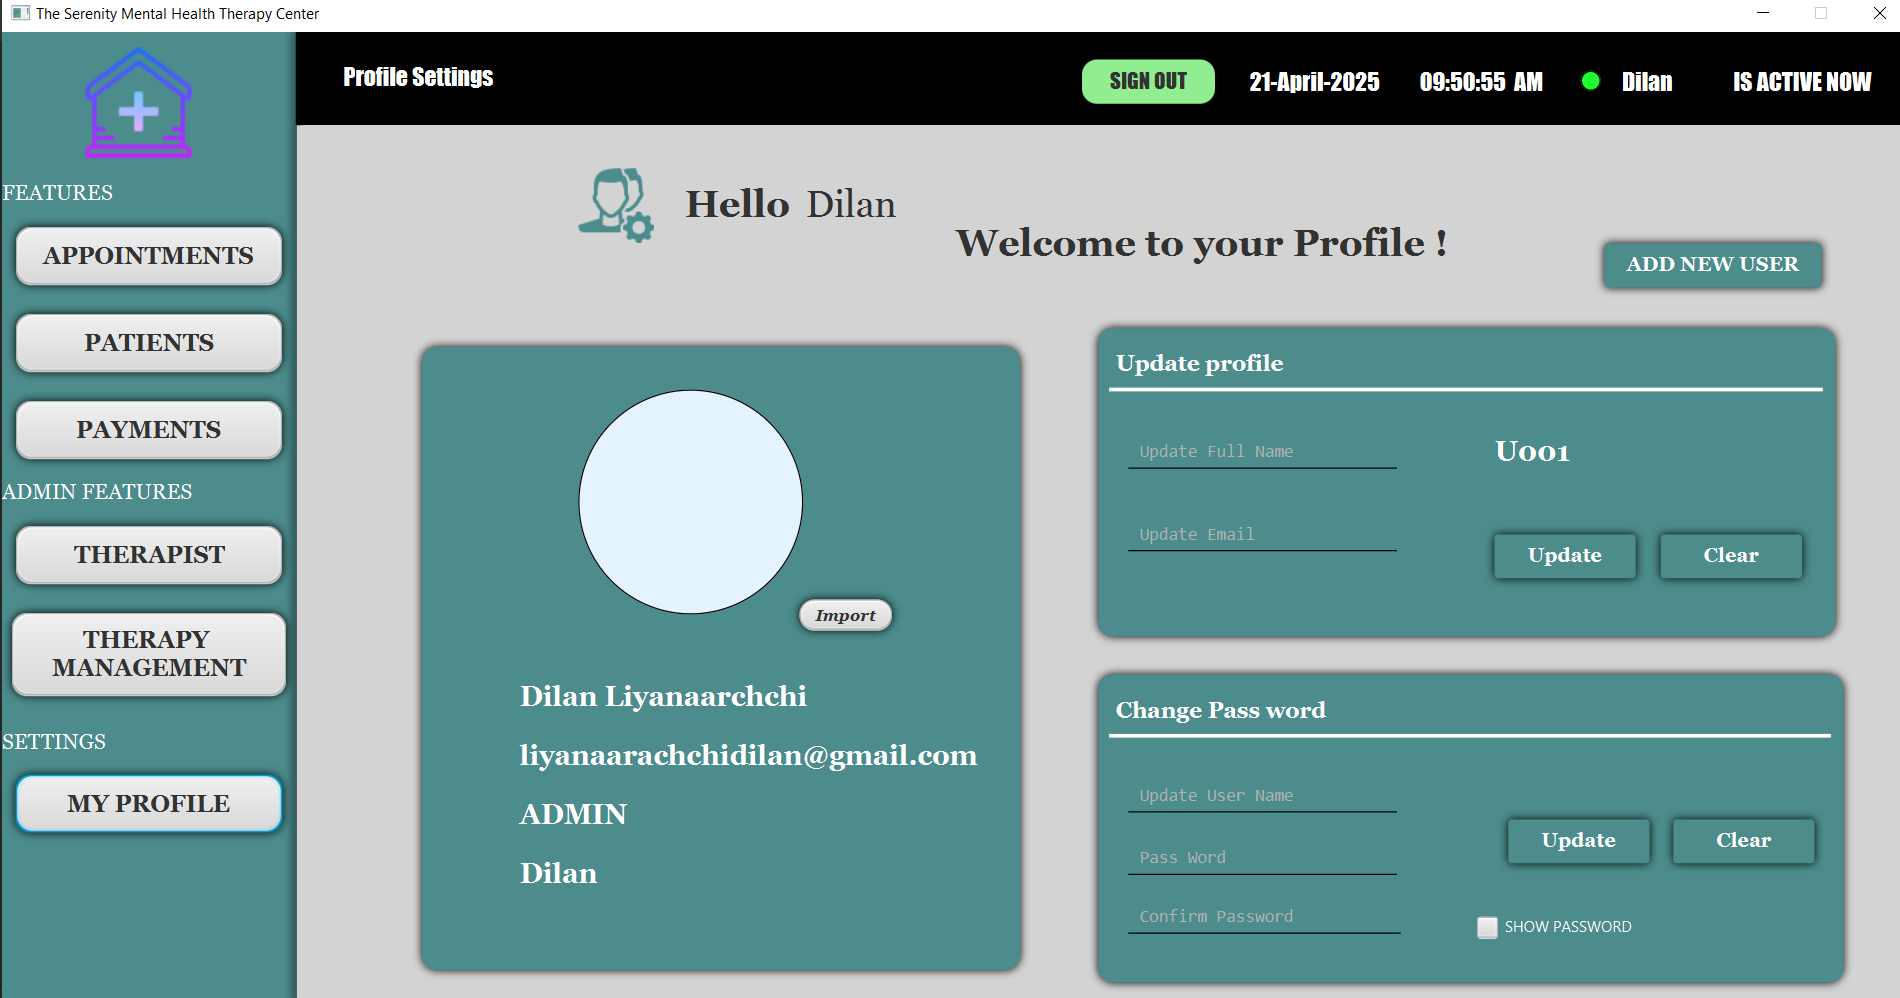 The Serenity Mental Health Therapy Center
Profile Settings
SIGN OUT
21-April-2025
09:50:55 AM
Dilan
IS ACTIVE NOW
FEATURES
APPOINTMENTS
PATIENTS
PAYMENTS
ADMIN FEATURES
THERAPIST
THERAPY
MANAGEMENT
SETTINGS
MY PROFILE
Hello Dilan
Welcome to your Profile !
ADD NEW USER
Import
Dilan Liyanaarchchi
liyanaarachchidilan@gmail.com
ADMIN
Dilan
Update profile
Update Full Name
U001
Update Email
Update
Clear
Change Pass word
Update User Name
Pass Word
Update
Clear
Confirm Password
SHOW PASSWORD